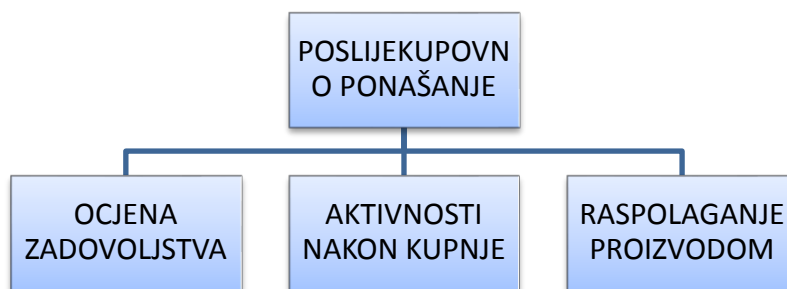 POSLIJEKUPOVN
O PONAŠANJE
OCJENA
ZADOVOLJSTVA
AKTIVNOSTI
NAKON KUPNJE
RASPOLAGANJE
PROIZVODOM